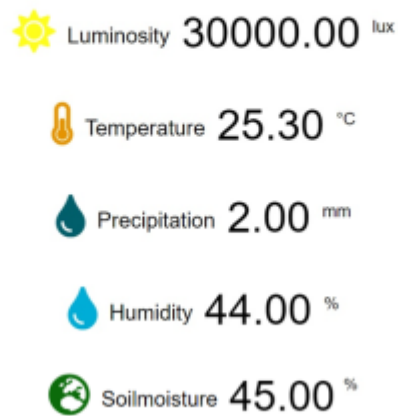 Luminosity 30000.00 lux
Temperature 25.30 °C
Precipitation 2.00 mm
Humidity 44.00 %
Soilmoisture 45.00 %